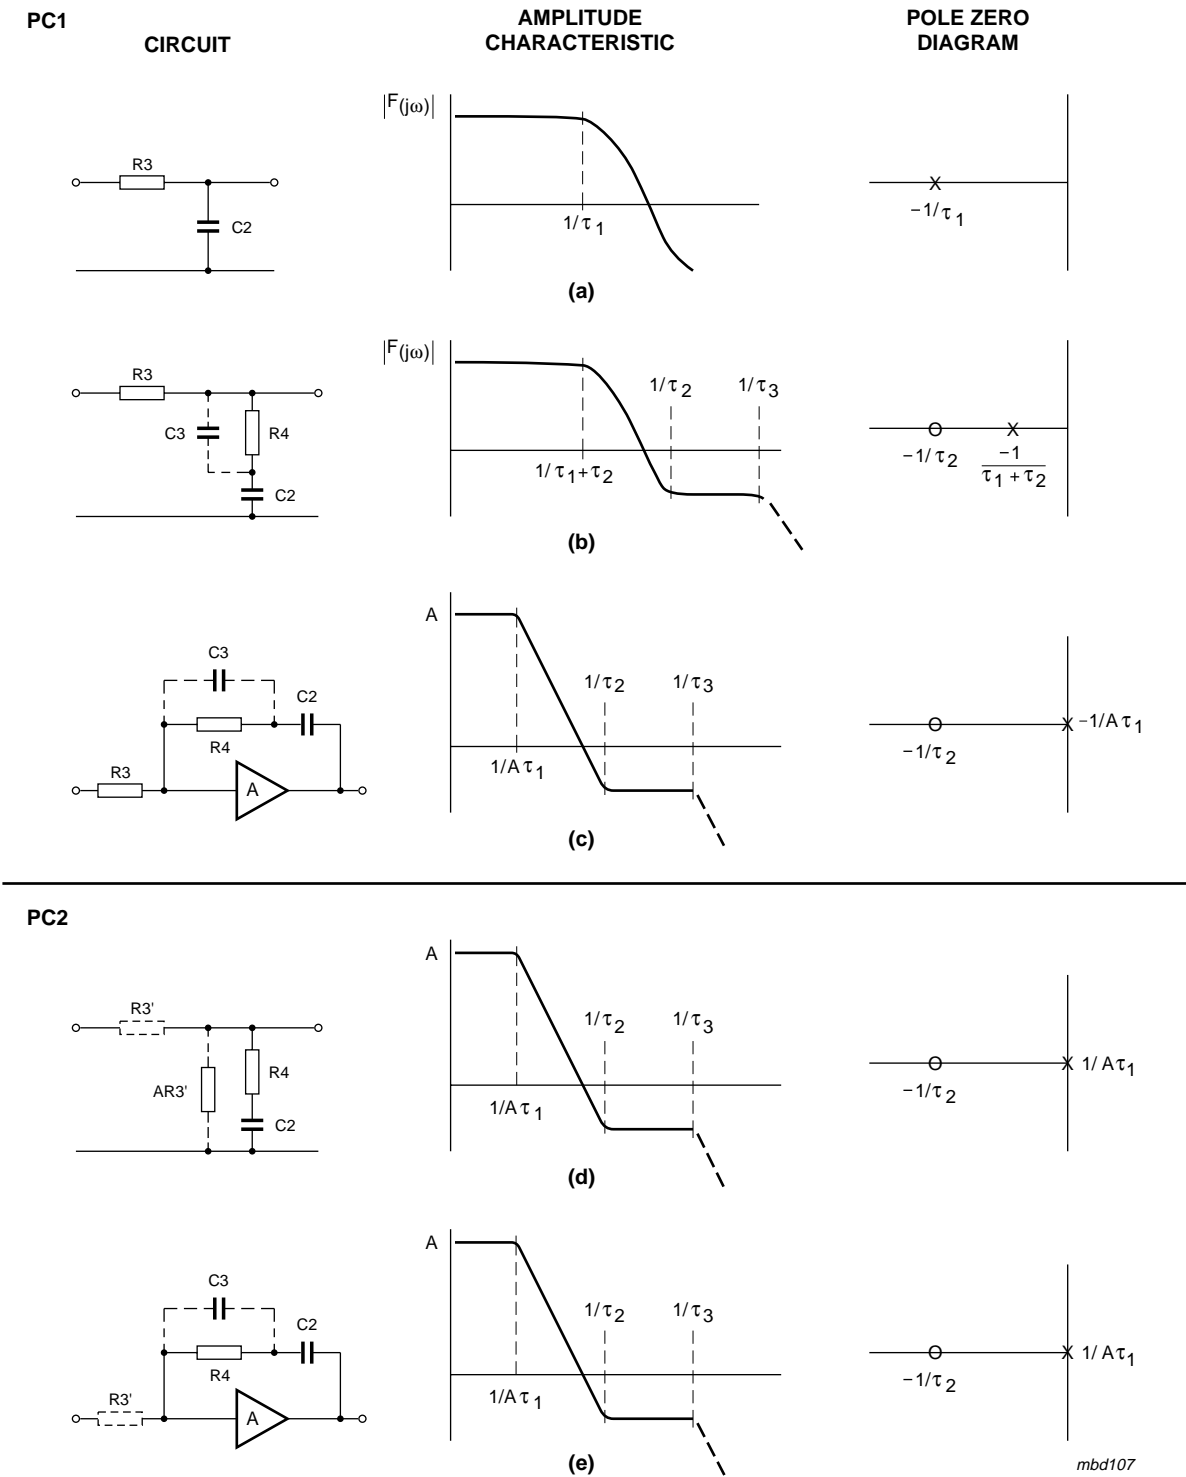 PC1
CIRCUIT
AMPLITUDE
CHARACTERISTIC
POLE ZERO
DIAGRAM
R3
C2
|F(jω)|
1/τ1
(a)
X
−1/τ1
R3
C3
R4
C2
|F(jω)|
1/τ1+τ2
1/τ2
1/τ3
(b)
O
X
−1/τ2
−1
τ1 + τ2
C3
C2
R4
R3
A
A
1/Aτ1
1/τ2
1/τ3
(c)
O
X
−1/Aτ1
−1/τ2
PC2
R3'
AR3'
R4
C2
A
1/Aτ1
1/τ2
1/τ3
(d)
O
X
1/Aτ1
−1/τ2
C3
C2
R4
R3'
A
A
1/Aτ1
1/τ2
1/τ3
(e)
O
X
1/Aτ1
−1/τ2
mbd107